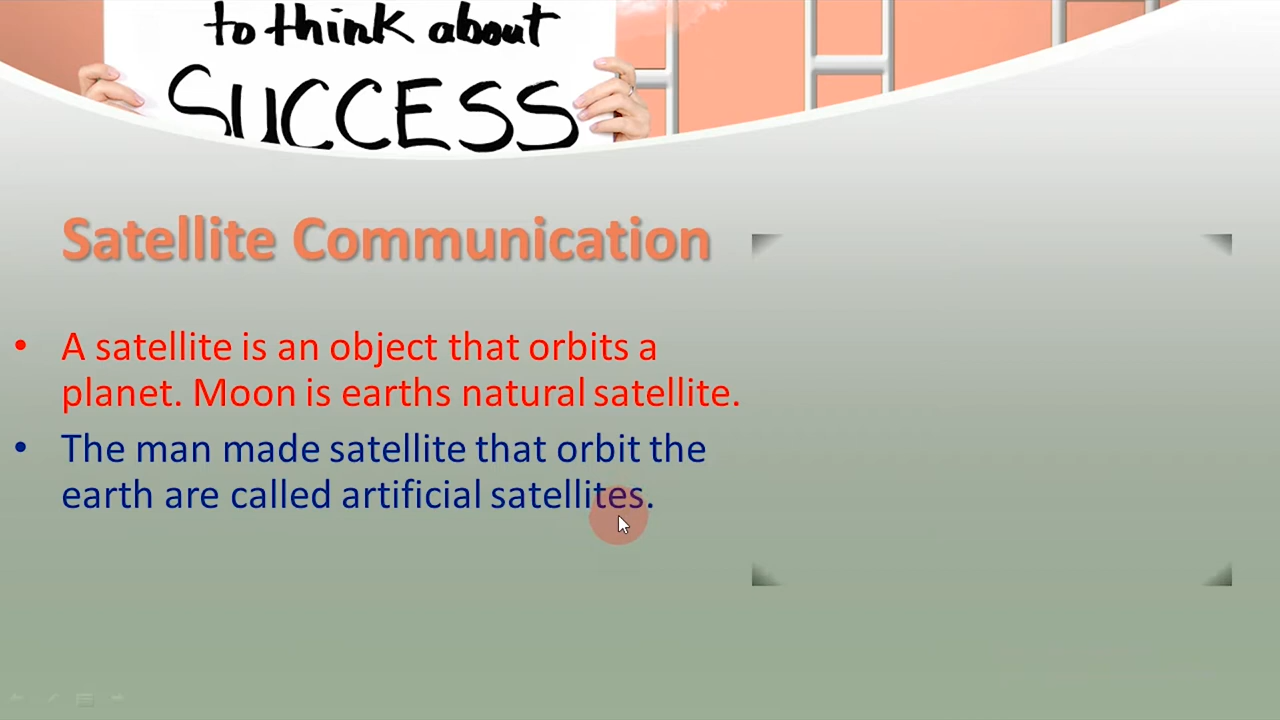 to think about
SUCCESS
Satellite Communication
• A satellite is an object that orbits a
planet. Moon is earths natural satellite.
• The man made satellite that orbit the
earth are called artificial satellites.